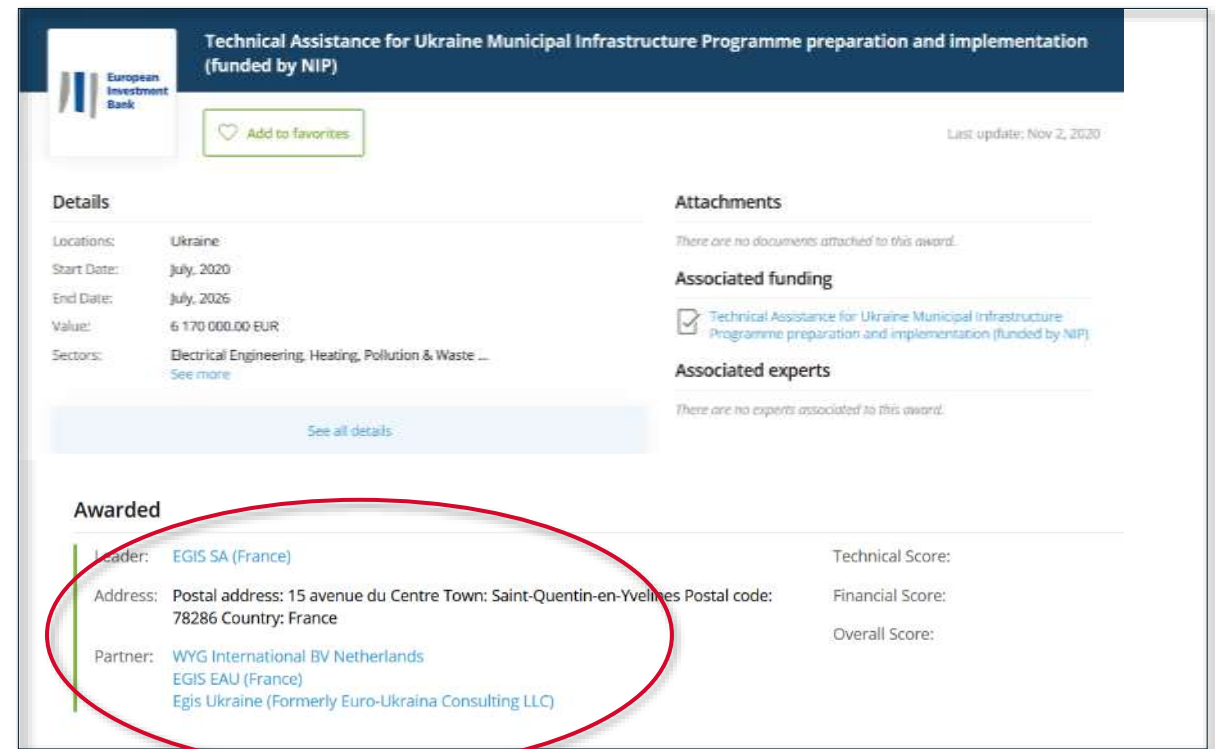 Technical Assistance for Ukraine Municipal Infrastructure Programme preparation and implementation
(funded by NIP)
European
Investment
Bank
Add to favorites
Last update: Nov 2, 2020
Details
Locations: Ukraine
Start Date: July, 2020
End Date: July, 2026
Value: 6 170 000.00 EUR
Sectors: Electrical Engineering, Heating, Pollution & Waste ...
See more
See all details
Attachments
There are no documents attached to this award.
Associated funding
Technical Assistance for Ukraine Municipal Infrastructure
Programme preparation and implementation (funded by NIP)
Associated experts
There are no experts associated to this award.
Awarded
Leader: EGIS SA (France)
Address: Postal address: 15 avenue du Centre Town: Saint-Quentin-en-Yvelines Postal code:
78286 Country: France
Partner: WYG International BV Netherlands
EGIS EAU (France)
Egis Ukraine (Formerly Euro-Ukraina Consulting LLC)
Technical Score:
Financial Score:
Overall Score: